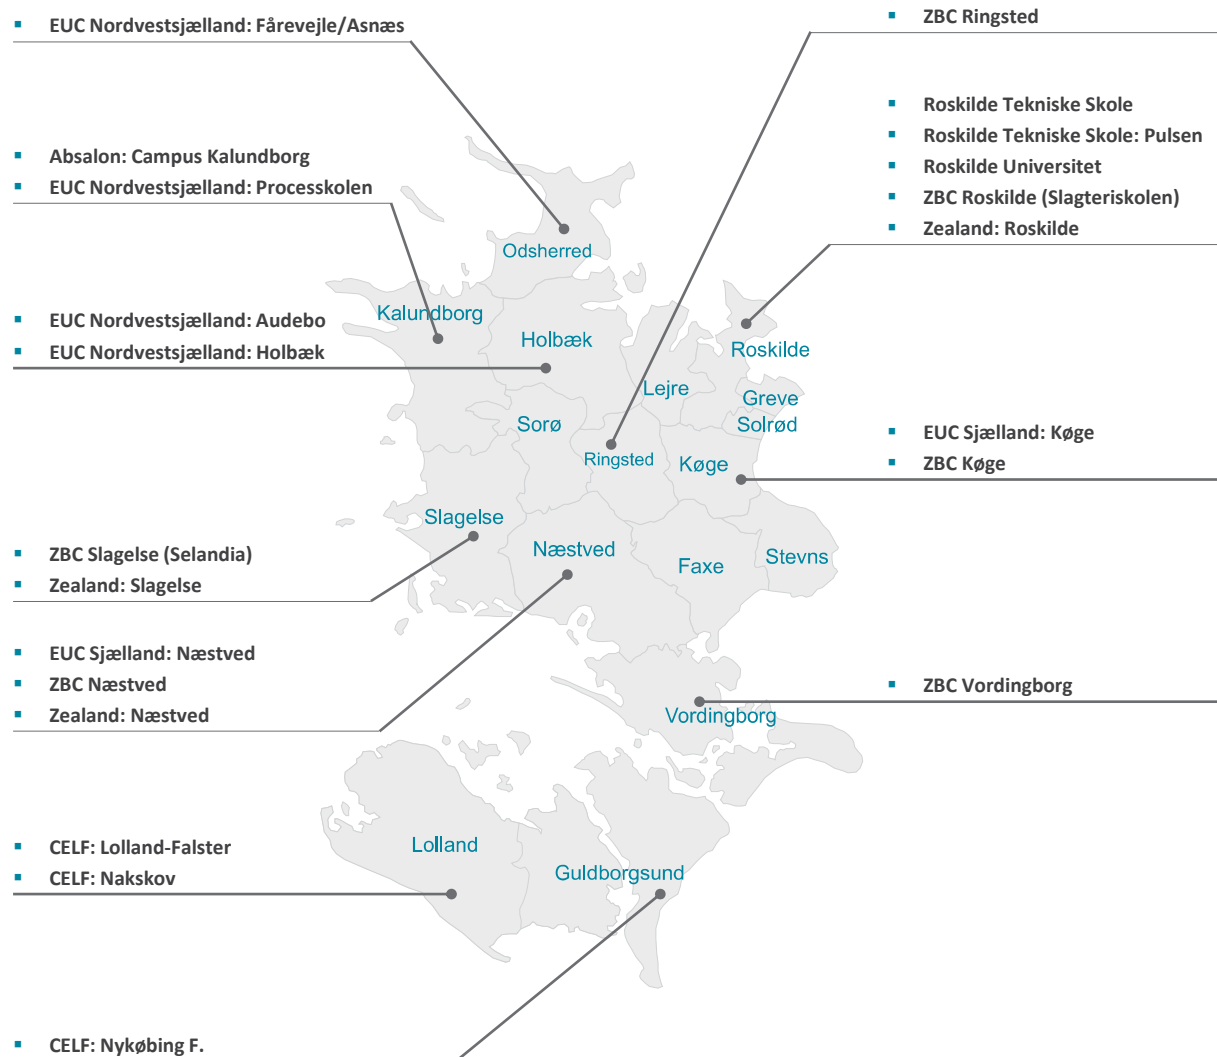 EUC Nordvestsjælland: Fårevejle/Asnæs
ZBC Ringsted
Roskilde Tekniske Skole
Roskilde Tekniske Skole: Pulsen
Roskilde Universitet
ZBC Roskilde (Slagteriskolen)
Zealand: Roskilde
Absalon: Campus Kalundborg
EUC Nordvestsjælland: Processkolen
EUC Nordvestsjælland: Audebo
EUC Nordvestsjælland: Holbæk
Odsherred
Kalundborg
Holbæk
Roskilde
Lejre
Greve
Solrød
Sorø
Ringsted
Køge
EUC Sjælland: Køge
ZBC Køge
Slagelse
Næstved
Faxe
Stevns
ZBC Slagelse (Selandia)
Zealand: Slagelse
EUC Sjælland: Næstved
ZBC Næstved
Zealand: Næstved
ZBC Vordingborg
Vordingborg
Lolland
Guldborgsund
CELF: Lolland-Falster
CELF: Nakskov
CELF: Nykøbing F.